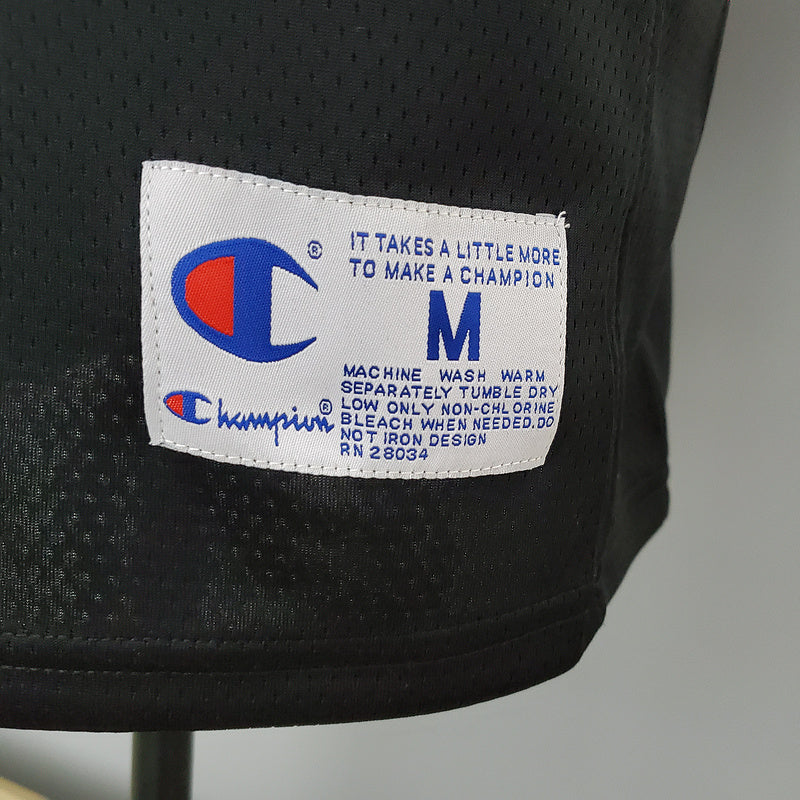 ®
IT TAKES A LITTLE MORE
TO MAKE A CHAMPION
M
Champion®
MACHINE WASH WARM
SEPARATELY TUMBLE DRY
LOW ONLY NON-CHLORINE
BLEACH WHEN NEEDED.DO
NOT IRON DESIGN
RN 28034